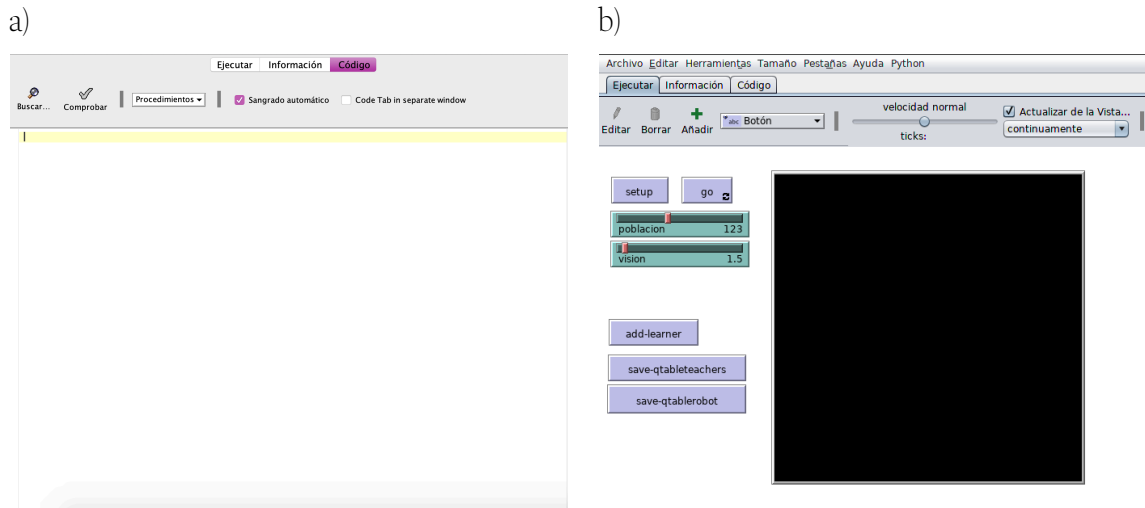 a)
Ejecutar Información Código
Buscar... Comprobar Procedimientos Sangrado automático Code Tab in separate window
b)
Archivo Editar Herramientas Tamaño Pestañas Ayuda Python
Ejecutar Información Código
velocidad normal
Editar Borrar Añadir abc Botón
ticks:
Actualizar de la Vista...
continuamente
setup go
poblacion 123
vision 1.5
add-learner
save-qtableteachers
save-qtablerobot